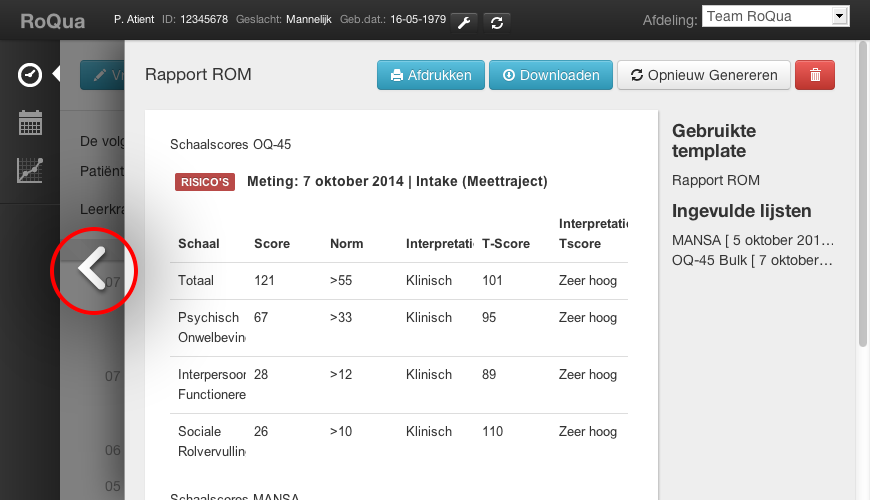 RoQua P. Atient ID: 12345678 Geslacht: Mannelijk Geb.dat.: 16-05-1979 Afdeling: Team RoQua
Rapport ROM
Afdrukken Downloaden Opnieuw Genereren
De volg
Patiënt
Leerkra
07
07
06
05
Schaalscores OQ-45
RISICO'S Meting: 7 oktober 2014 | Intake (Meettraject)
Schaal Score Norm Interpretatie T-Score Interpretatie Tscore
Totaal 121 >55 Klinisch 101 Zeer hoog
Psychisch 67 >33 Klinisch 95 Zeer hoog
Onwelbevin
Interpersoon 28 >12 Klinisch 89 Zeer hoog
Functionere
Sociale 26 >10 Klinisch 110 Zeer hoog
Rolvervullin
Schaalscores MANSA
Gebruikte
template
Rapport ROM
Ingevulde lijsten
MANSA [ 5 oktober 201...
OQ-45 Bulk [ 7 oktober...